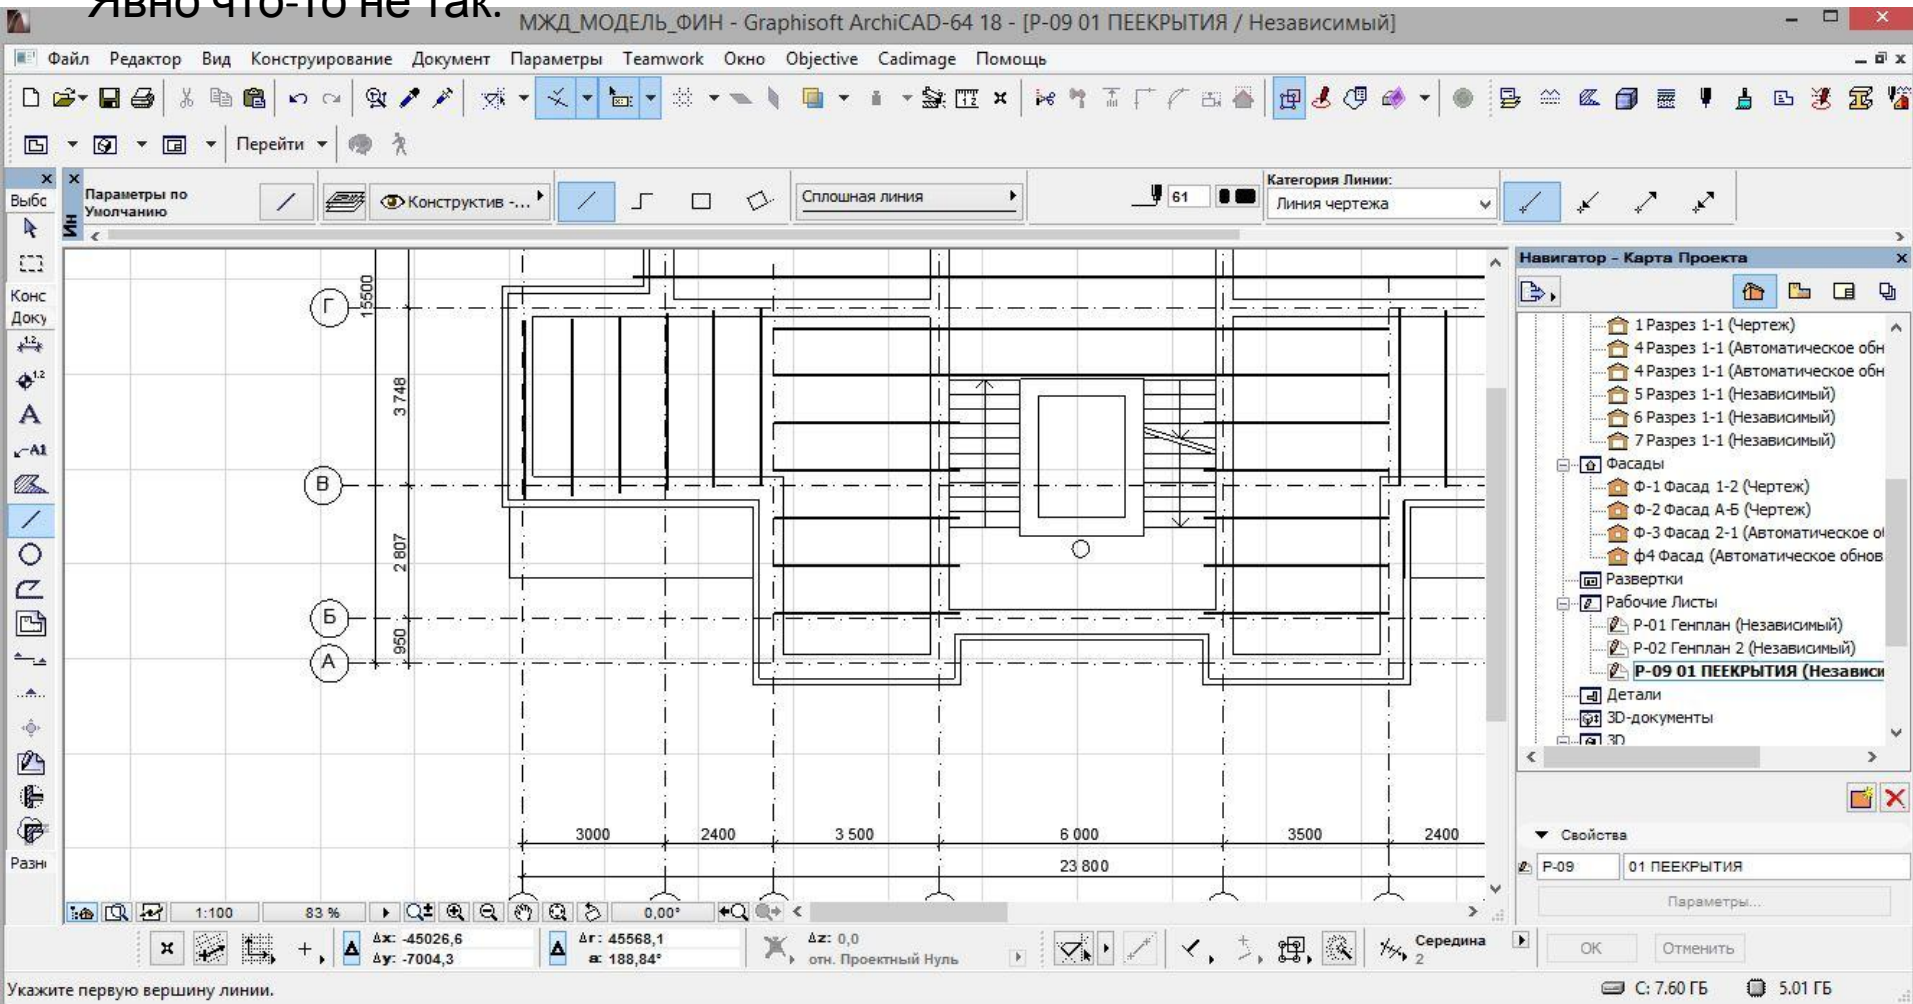 Явно что-то не так.
МЖД_МОДЕЛЬ_ФИН - Graphisoft ArchiCAD-64 18 - [Р-09 01 ПЕЕКРЫТИЯ / Независимый]
Файл Редактор Вид Конструирование Документ Параметры Teamwork Окно Objective Cadimage Помощь
Перейти
Выбс
Параметры по
Умолчанию
Конструктив -...
Сплошная линия
61
Категория Линии:
Линия чертежа
Конс
Доку
Разн
Г
В
Б
А
15500
3 748
2 807
950
3000 2400 3 500 6 000 3500 2400
23 800
Навигатор - Карта Проекта
1 Разрез 1-1 (Чертеж)
4 Разрез 1-1 (Автоматическое обн
4 Разрез 1-1 (Автоматическое обн
5 Разрез 1-1 (Независимый)
6 Разрез 1-1 (Независимый)
7 Разрез 1-1 (Независимый)
Фасады
Ф-1 Фасад 1-2 (Чертеж)
Ф-2 Фасад А-Б (Чертеж)
Ф-3 Фасад 2-1 (Автоматическое о
ф4 Фасад (Автоматическое обнов
Развертки
Рабочие Листы
Р-01 Генплан (Независимый)
Р-02 Генплан 2 (Независимый)
Р-09 01 ПЕЕКРЫТИЯ (Независи
Детали
3D-документы
3D
Свойства
Р-09 01 ПЕЕКРЫТИЯ
Параметры...
ОК Отменить
1:100 83 % 0,00°
Δx: -45026,6
Δy: -7004,3
Δr: 45568,1
a: 188,84°
Δz: 0,0
отн. Проектный Нуль
Середина
2
Укажите первую вершину линии.
C: 7.60 ГБ 5.01 ГБ